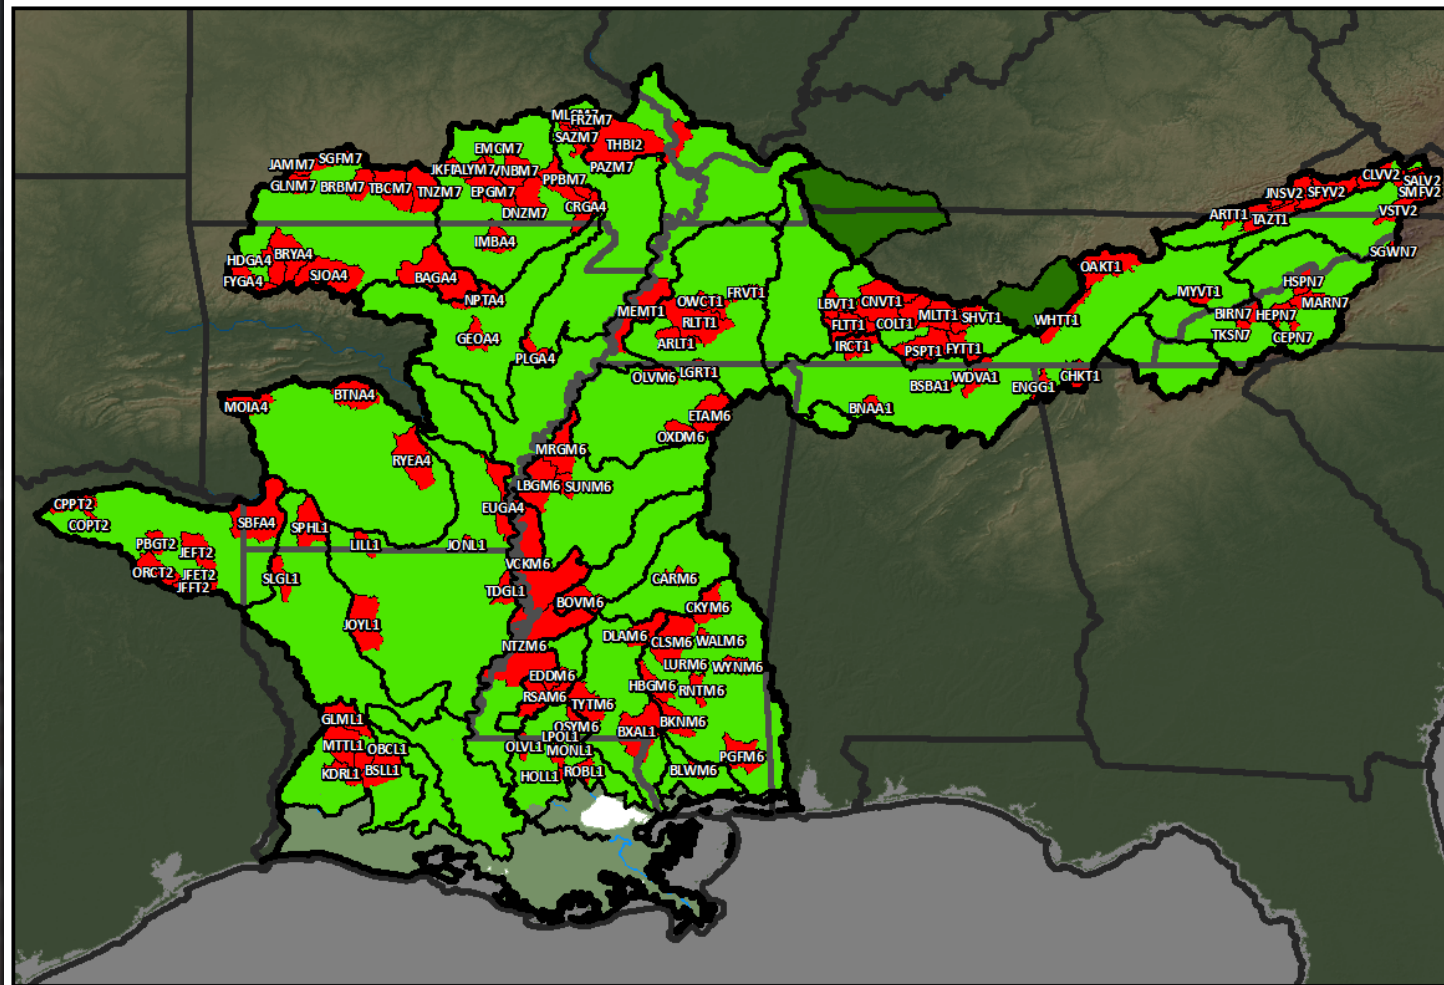 MLGM7
FRZM7
SAZM7
THBI2
PAZM7
EMCM7
JAMM7
SGFM7
ALYM7
VNBM7
PPBM7
GLNM7
BRBM7
TBCM7
TNZM7
EPGM7
DNZM7
CRGA4
IMBA4
CLVV2
SALV2
SMFV2
JNSV2
SFYV2
VSTV2
ARTT1
TAZT1
SGWN7
HDGA4
BRYA4
FYGA4
SJOA4
BAGA4
NPTA4
OAKT1
HSPN7
MYVT1
MARN7
BIRN7
HEPN7
TKSN7
CEPN7
MEMT1
OWCT1
FRVT1
RLTT1
ARLT1
LBVT1
CNVT1
FLTT1
COLT1
MLTT1
SHVT1
WHTT1
IRCT1
PSPT1
FYTT1
GEOA4
PLGA4
OLVM6
LGRT1
BSBA1
WDVA1
ENGG1
CHKT1
BNAA1
MOIA4
BTNA4
ETAM6
OXDM6
RYEA4
MRGM6
LBGM6
SUNM6
EUGA4
CPPT2
COPT2
SBFA4
SPHL1
PBGT2
JEFT2
ORCT2
JFET2
JFFT2
LILL1
JONL1
SLGL1
VCKM6
TDGL1
BOVM6
CARM6
CKYM6
JOYL1
DLAM6
CLSM6
WALM6
NTZM6
LURM6
WYNM6
EDDM6
HBGM6
RNTM6
RSAM6
TYTM6
OSYM6
BXAL1
BKNM6
GLML1
MTTL1
OBCL1
KDRL1
BSLL1
LPOL1
OLVL1
MONL1
HOLL1
ROBL1
BLWM6
PGFM6